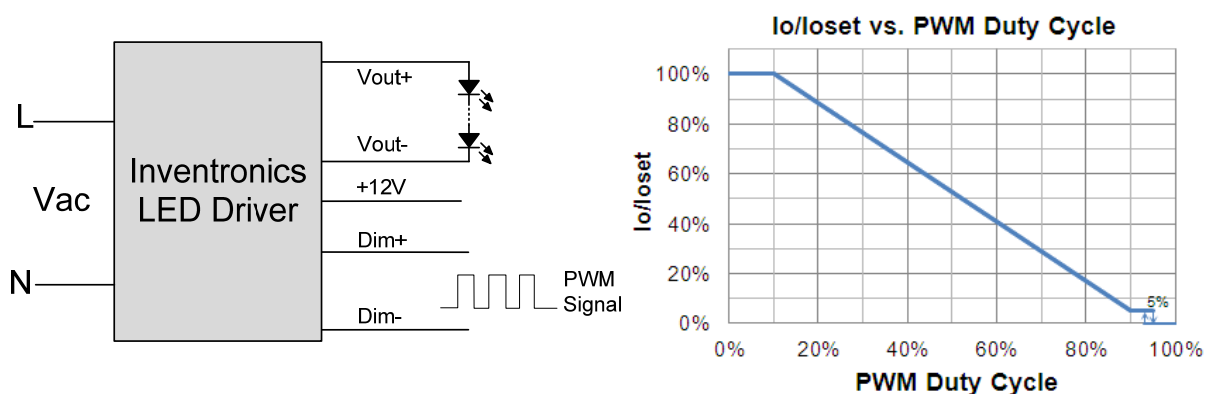 L
Vac
N
Inventronics
LED Driver
Vout+
Vout-
+12V
Dim+
Dim-
PWM
Signal
Io/Ioset vs. PWM Duty Cycle
Io/Ioset
100%
80%
60%
40%
20%
0%
5%
0% 20% 40% 60% 80% 100%
PWM Duty Cycle